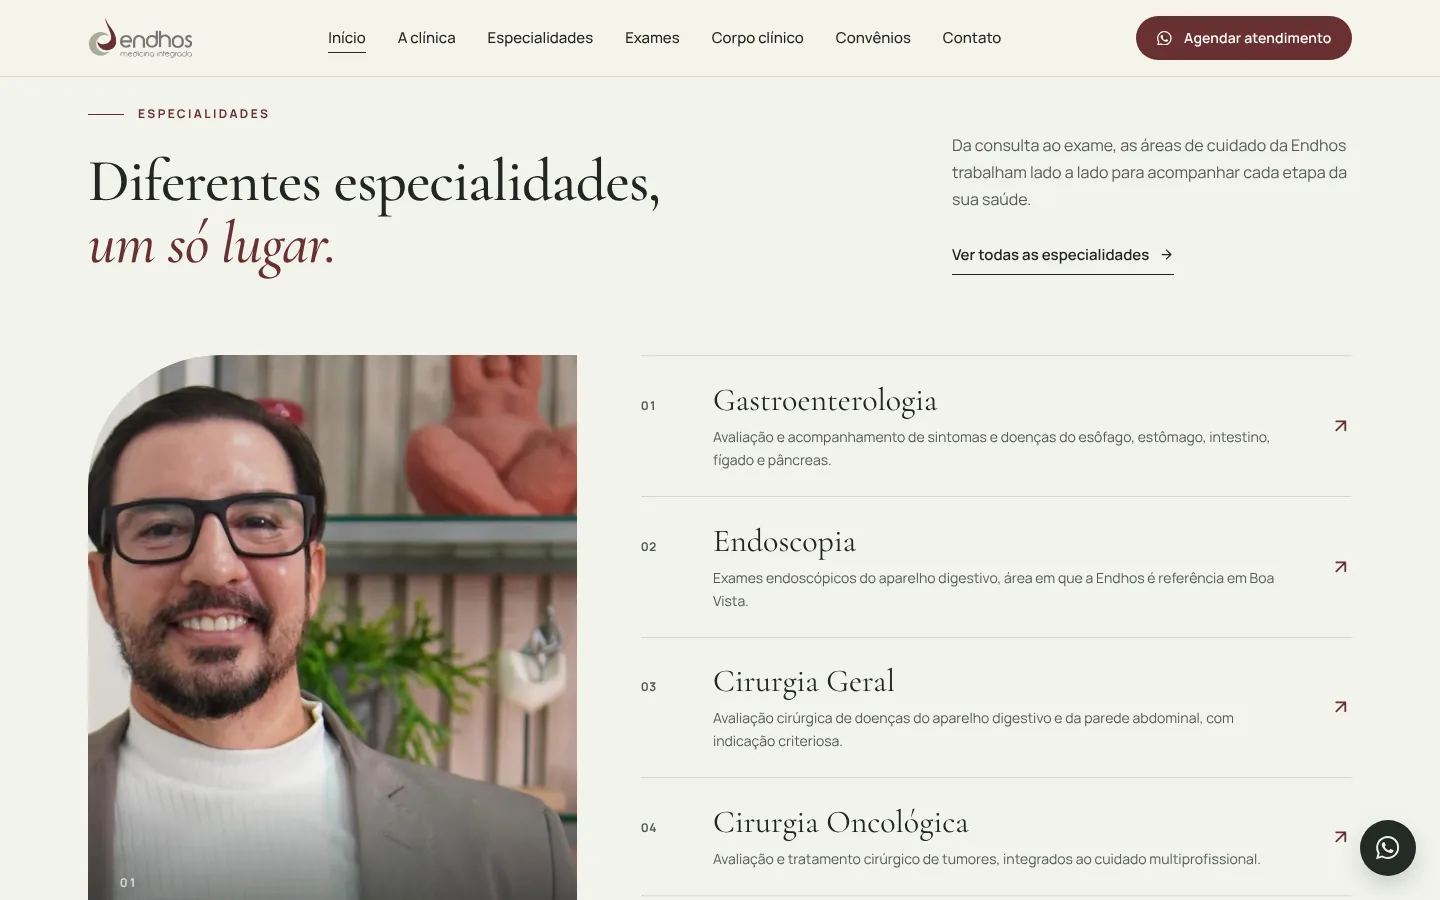 endhos
medicina integrada
Início
A clínica
Especialidades
Exames
Corpo clínico
Convênios
Contato
Agendar atendimento
ESPECIALIDADES
Diferentes especialidades,
um só lugar.
Da consulta ao exame, as áreas de cuidado da Endhos
trabalham lado a lado para acompanhar cada etapa da
sua saúde.
Ver todas as especialidades
01
Gastroenterologia
Avaliação e acompanhamento de sintomas e doenças do esôfago, estômago, intestino,
fígado e pâncreas.
02
Endoscopia
Exames endoscópicos do aparelho digestivo, área em que a Endhos é referência em Boa
Vista.
03
Cirurgia Geral
Avaliação cirúrgica de doenças do aparelho digestivo e da parede abdominal, com
indicação criteriosa.
04
Cirurgia Oncológica
Avaliação e tratamento cirúrgico de tumores, integrados ao cuidado multiprofissional.
01